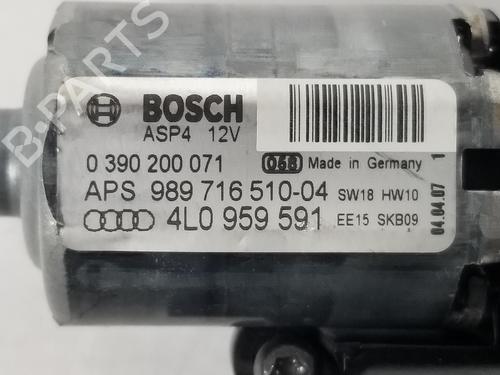 B-PARTS
BOSCH
ASP4 12V
0 390 200 071 068 Made in Germany
APS 989 716 510-04 SW18 HW10
4L0 959 591 EE15 SKB09
04.04.07 1